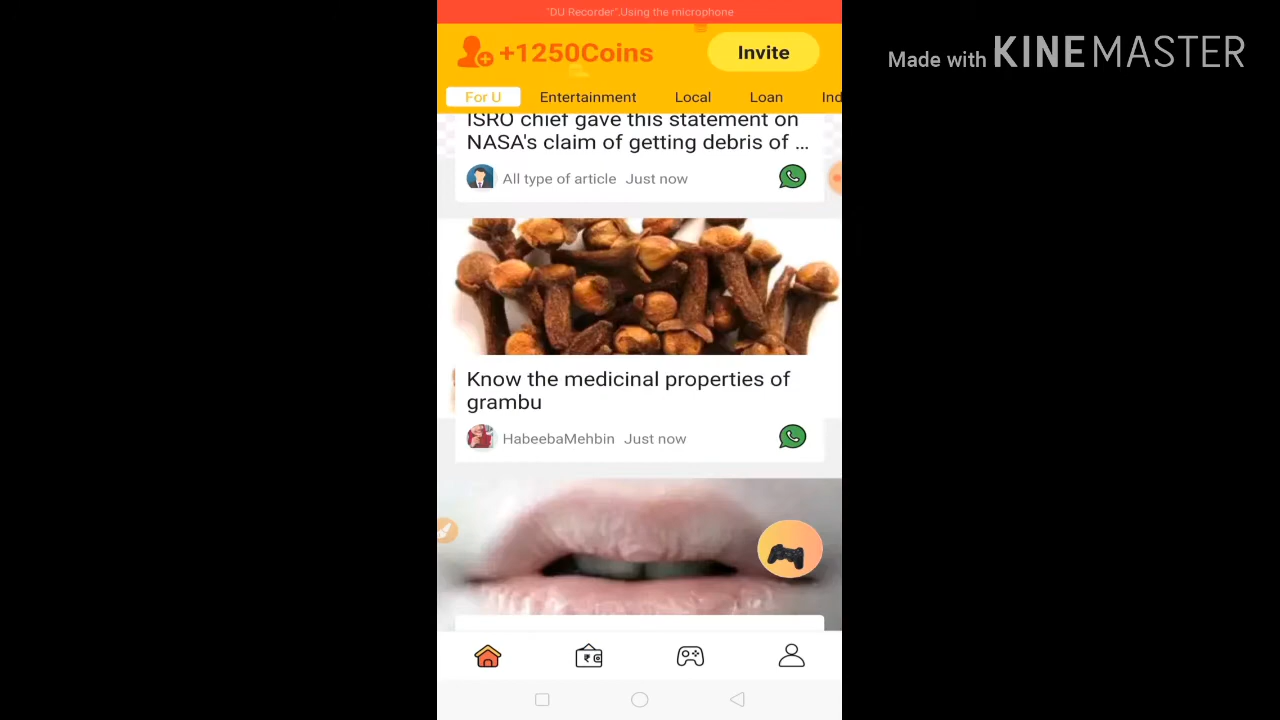 "DU Recorder".Using the microphone
Made with KINEMASTER
+1250Coins
Invite
For U Entertainment Local Loan Ind
ISRO chief gave this statement on
NASA's claim of getting debris of ...
All type of article Just now
Know the medicinal properties of
grambu
HabeebaMehbin Just now